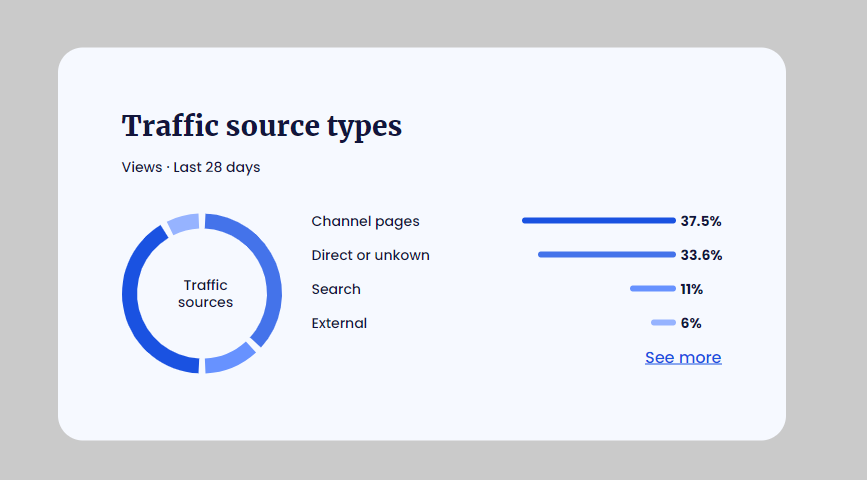 Traffic source types
Views · Last 28 days
Traffic
sources
Channel pages 37.5%
Direct or unkown 33.6%
Search 11%
External 6%
See more